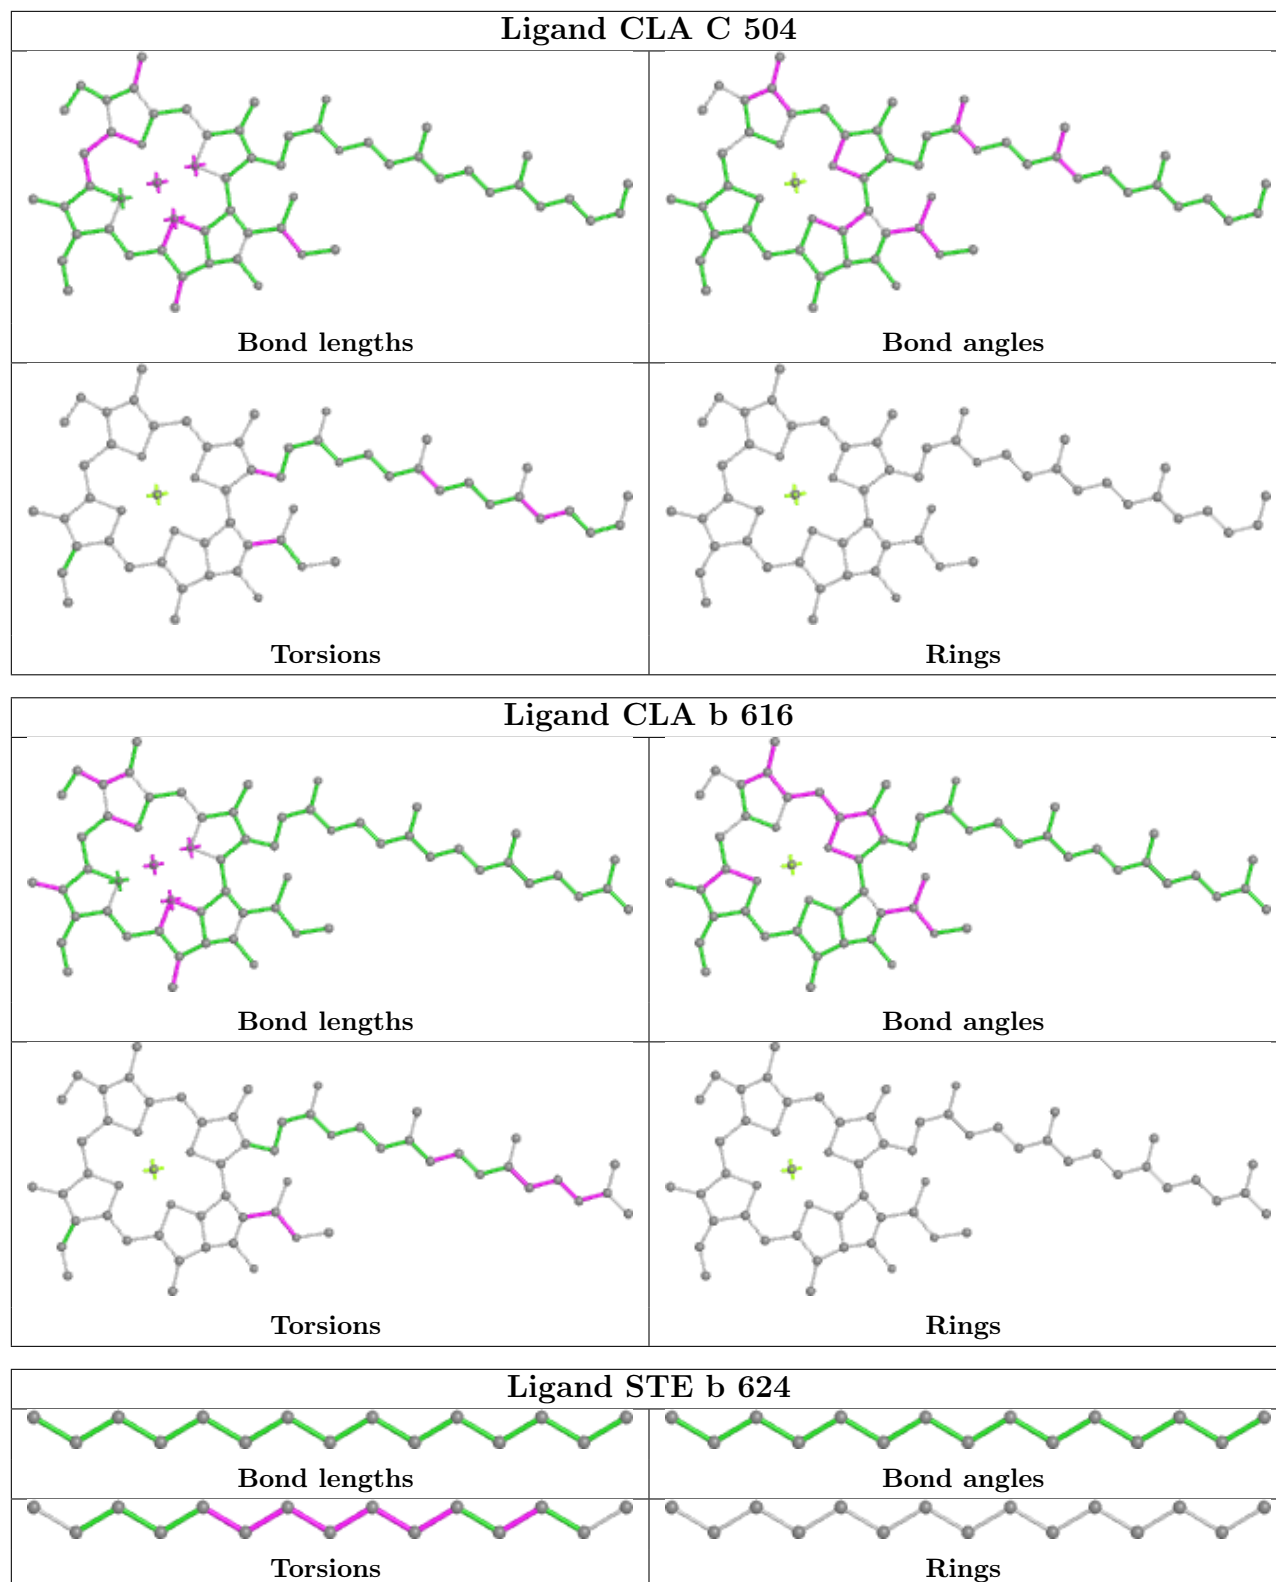 Ligand CLA C 504
Bond lengths
Bond angles
Torsions
Rings
Ligand CLA b 616
Bond lengths
Bond angles
Torsions
Rings
Ligand STE b 624
Bond lengths
Bond angles
Torsions
Rings